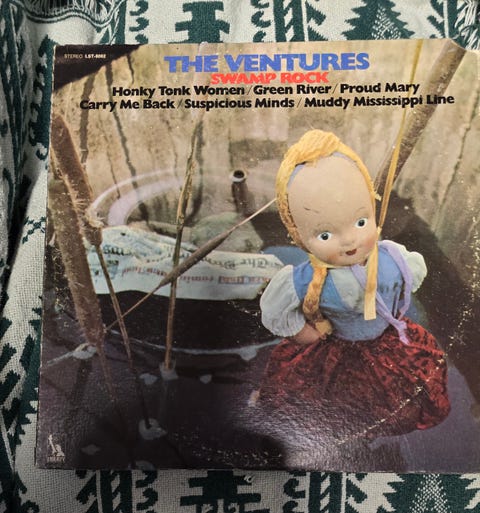 STEREO LST-8062
THE VENTURES
SWAMP ROCK
Honky Tonk Women / Green River / Proud Mary
Carry Me Back / Suspicious Minds / Muddy Mississippi Line
LIBERTY